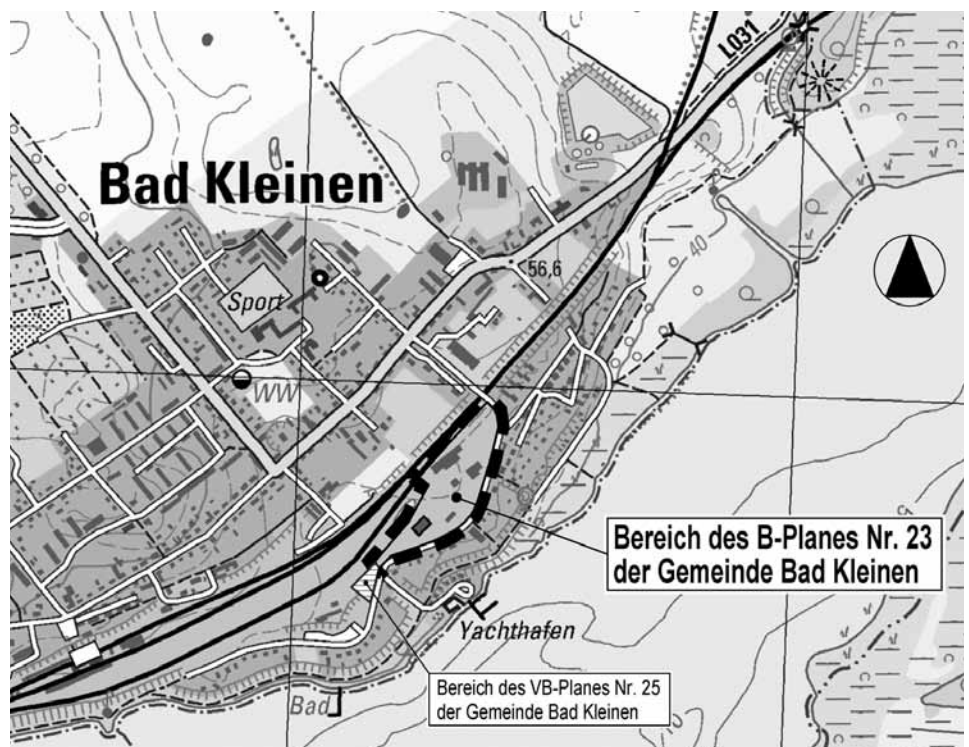 L031
Bad Kleinen
56,6
40
Sport
WW
Bereich des B-Planes Nr. 23
der Gemeinde Bad Kleinen
Yachthafen
Bereich des VB-Planes Nr. 25
der Gemeinde Bad Kleinen
Bad
10